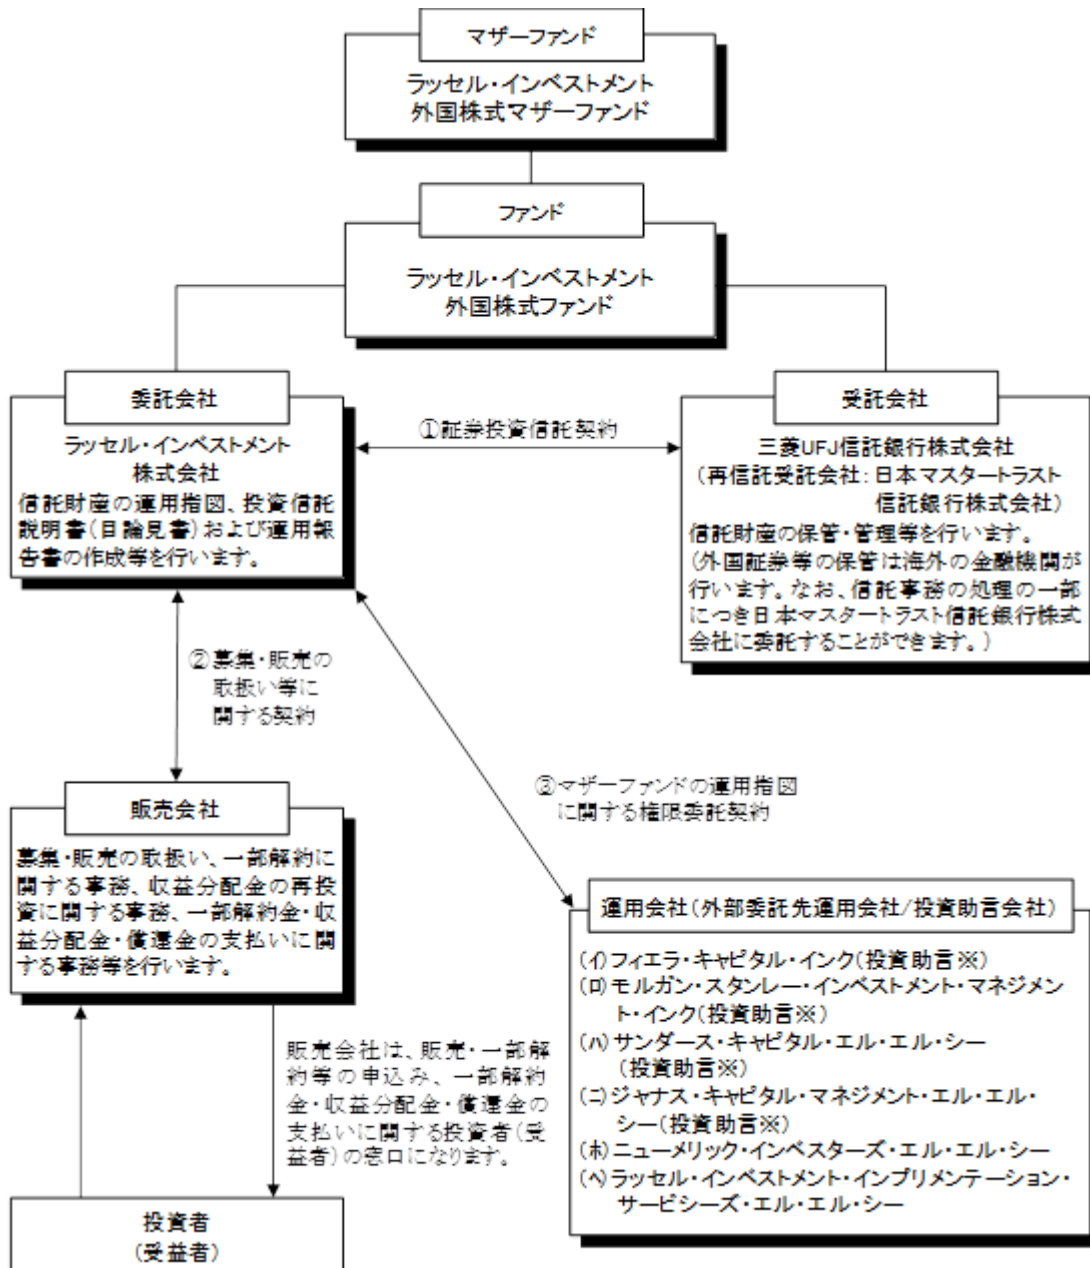 マザーファンド
ラッセル・インベストメント
外国株式マザーファンド
ファンド
ラッセル・インベストメント
外国株式ファンド
委託会社
ラッセル・インベストメント
株式会社
信託財産の運用指図、投資信託
説明書(目論見書)および運用報
告書の作成等を行います。
①証券投資信託契約
受託会社
三菱UFJ信託銀行株式会社
(再信託受託会社:日本マスタートラスト
信託銀行株式会社)
信託財産の保管・管理等を行います。
(外国証券等の保管は海外の金融機関が
行います。なお、信託事務の処理の一部
につき日本マスタートラスト信託銀行株式
会社に委託することができます。)
②募集・販売の
取扱い等に
関する契約
③マザーファンドの運用指図
に関する権限委託契約
販売会社
募集・販売の取扱い、一部解約に
関する事務、収益分配金の再投
資に関する事務、一部解約金・収
益分配金・償還金の支払いに関
する事務等を行います。
販売会社は、販売・一部解
約等の申込み、一部解約
金・収益分配金・償還金の
支払いに関する投資者(受
益者)の窓口になります。
投資者
(受益者)
運用会社(外部委託先運用会社/投資助言会社)
(イ)フィエラ・キャピタル・インク(投資助言※)
(ロ)モルガン・スタンレー・インベストメント・マネジメン
ト・インク(投資助言※)
(ハ)サンダース・キャピタル・エル・エル・シー
(投資助言※)
(ニ)ジャナス・キャピタル・マネジメント・エル・エル・
シー(投資助言※)
(ホ)ニューメリック・インベスターズ・エル・エル・シー
(ヘ)ラッセル・インベストメント・インプリメンテーション・
サービシーズ・エル・エル・シー